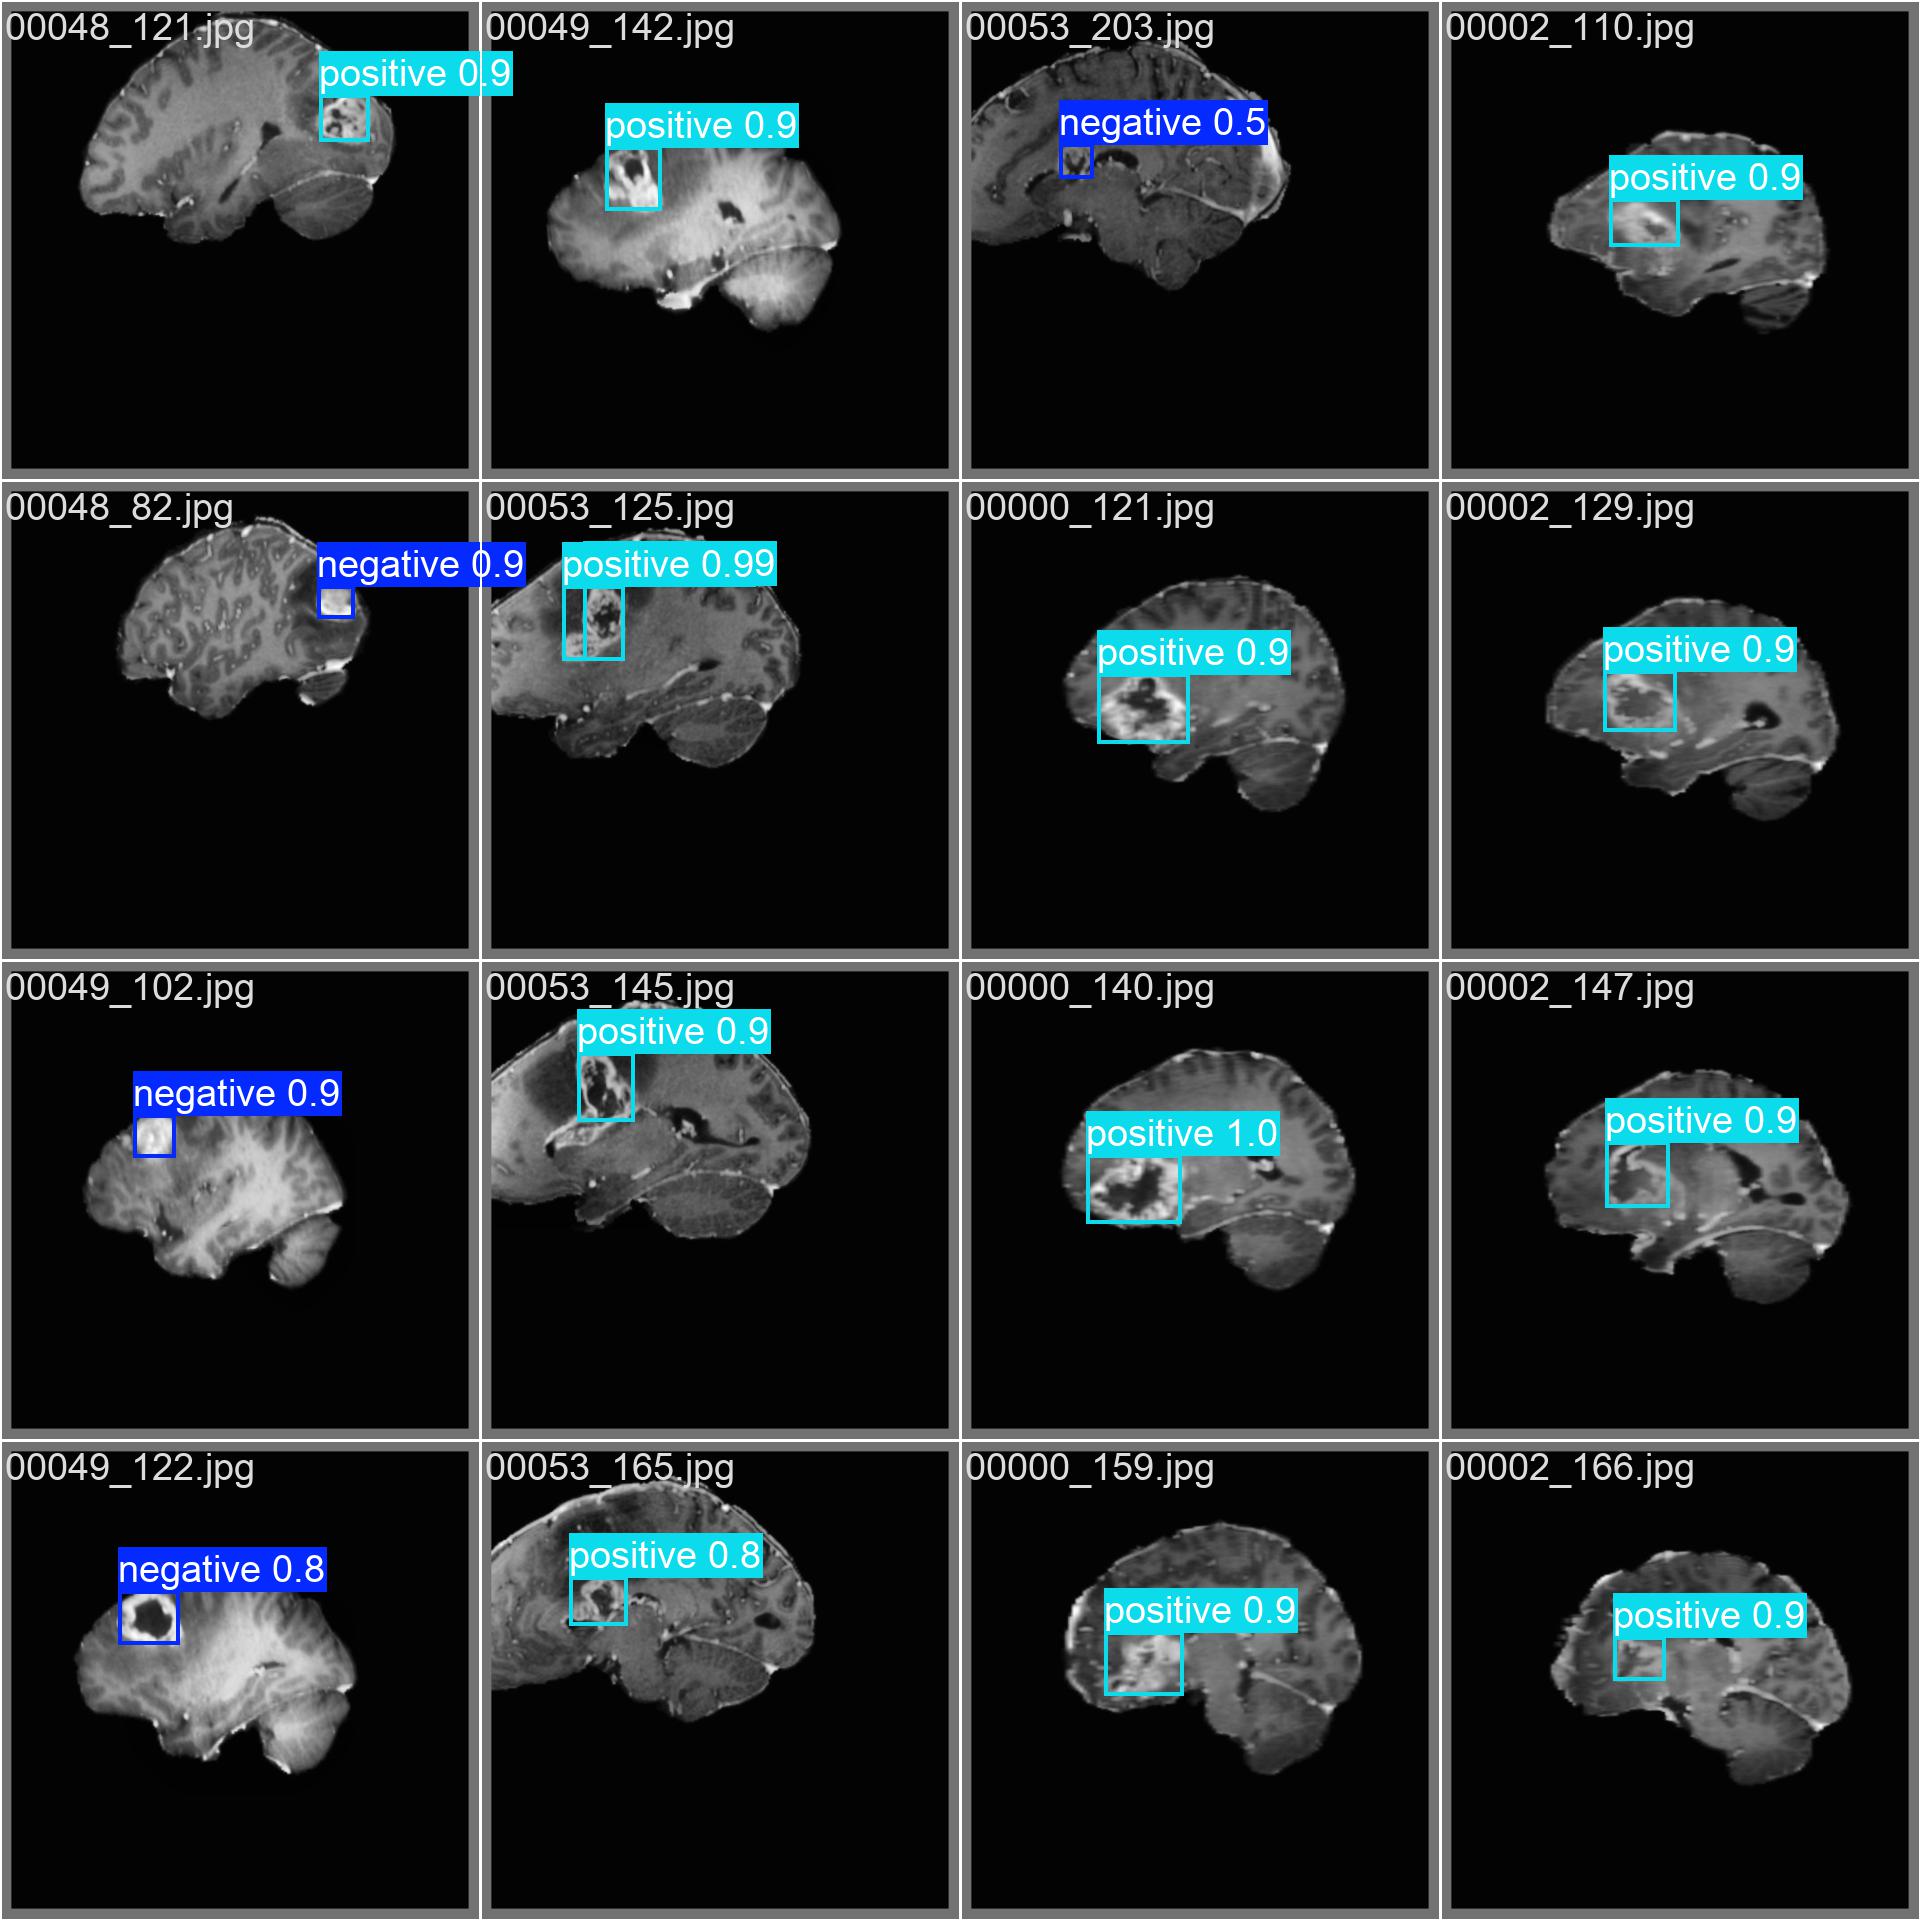 00048_121.jpg
positive 0.9
00049_142.jpg
positive 0.9
00053_203.jpg
negative 0.5
00002_110.jpg
positive 0.9
00048_82.jpg
negative 0.9
00053_125.jpg
positive 0.99
00000_121.jpg
positive 0.9
00002_129.jpg
positive 0.9
00049_102.jpg
negative 0.9
00053_145.jpg
positive 0.9
00000_140.jpg
positive 1.0
00002_147.jpg
positive 0.9
00049_122.jpg
negative 0.8
00053_165.jpg
positive 0.8
00000_159.jpg
positive 0.9
00002_166.jpg
positive 0.9